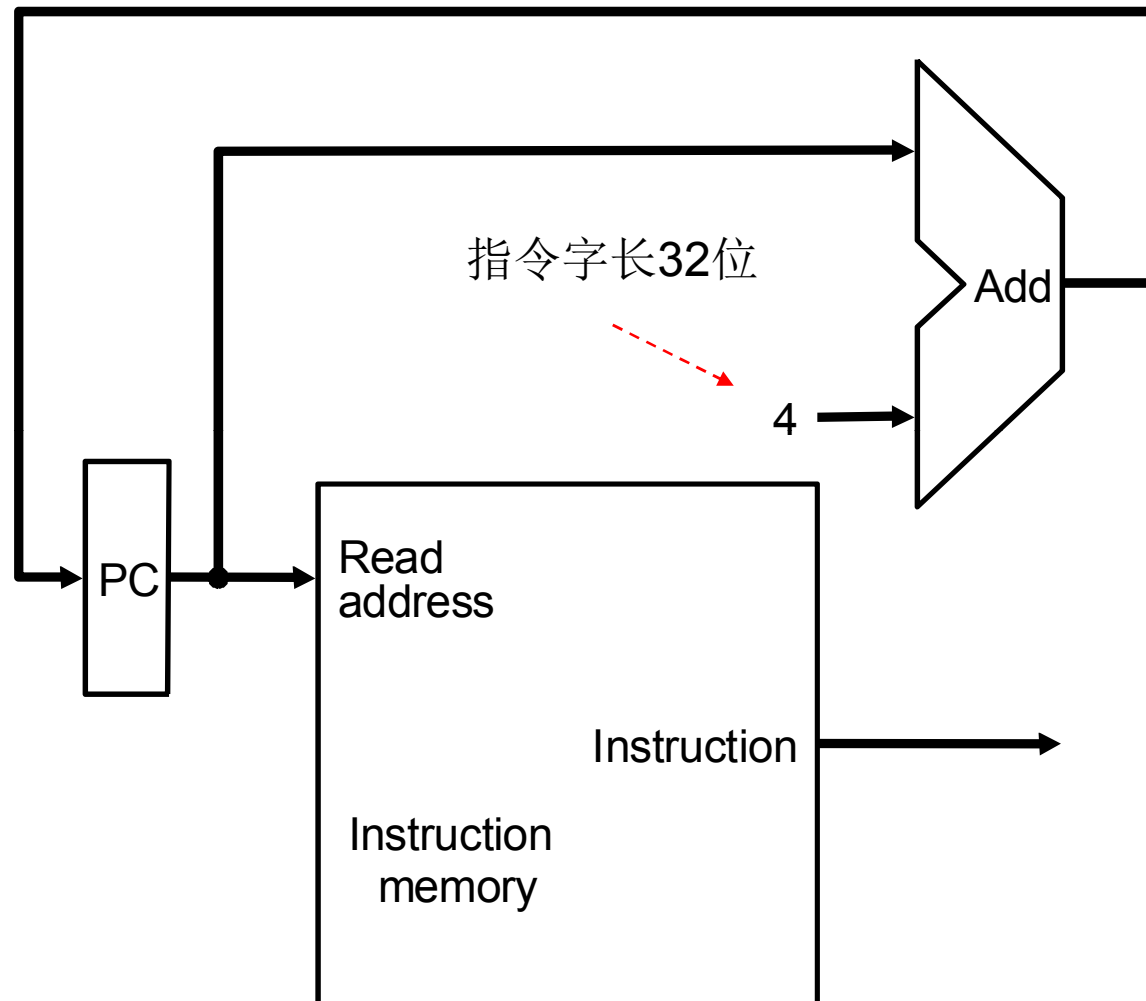 指令字长32位
Add
4
PC
Read
address
Instruction
Instruction
memory